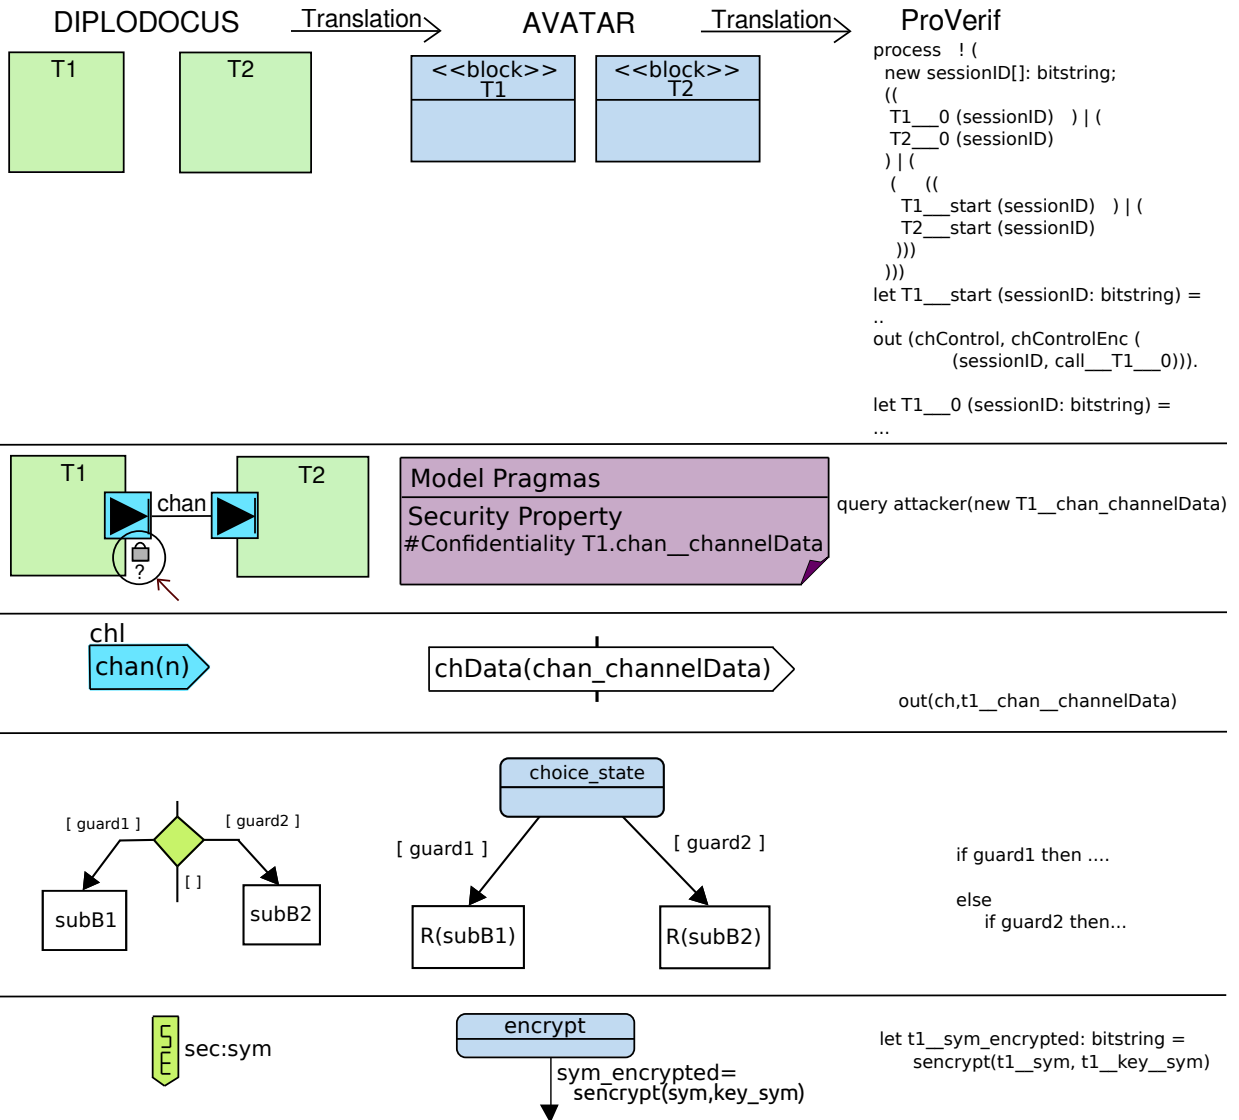 DIPLODOCUS Translation AVATAR Translation ProVerif
T1 T2
<<block>>
T1
<<block>>
T2
process ! (
new sessionID[]: bitstring;
((
T1___0 (sessionID) ) | (
T2___0 (sessionID)
) | (
( ((
T1___start (sessionID) ) | (
T2___start (sessionID)
)))
)))
let T1___start (sessionID: bitstring) =
..
out (chControl, chControlEnc (
(sessionID, call___T1___0))).
let T1___0 (sessionID: bitstring) =
...
T1 T2
chan
?
Model Pragmas
Security Property
#Confidentiality T1.chan__channelData
query attacker(new T1__chan_channelData)
chl
chan(n)
chData(chan_channelData)
out(ch,t1__chan__channelData)
[ guard1 ] [ guard2 ]
[ ]
subB1 subB2
choice_state
[ guard1 ] [ guard2 ]
R(subB1) R(subB2)
if guard1 then ....
else
if guard2 then...
SE
sec:sym
encrypt
sym_encrypted=
sencrypt(sym,key_sym)
let t1__sym_encrypted: bitstring =
sencrypt(t1__sym, t1__key__sym)